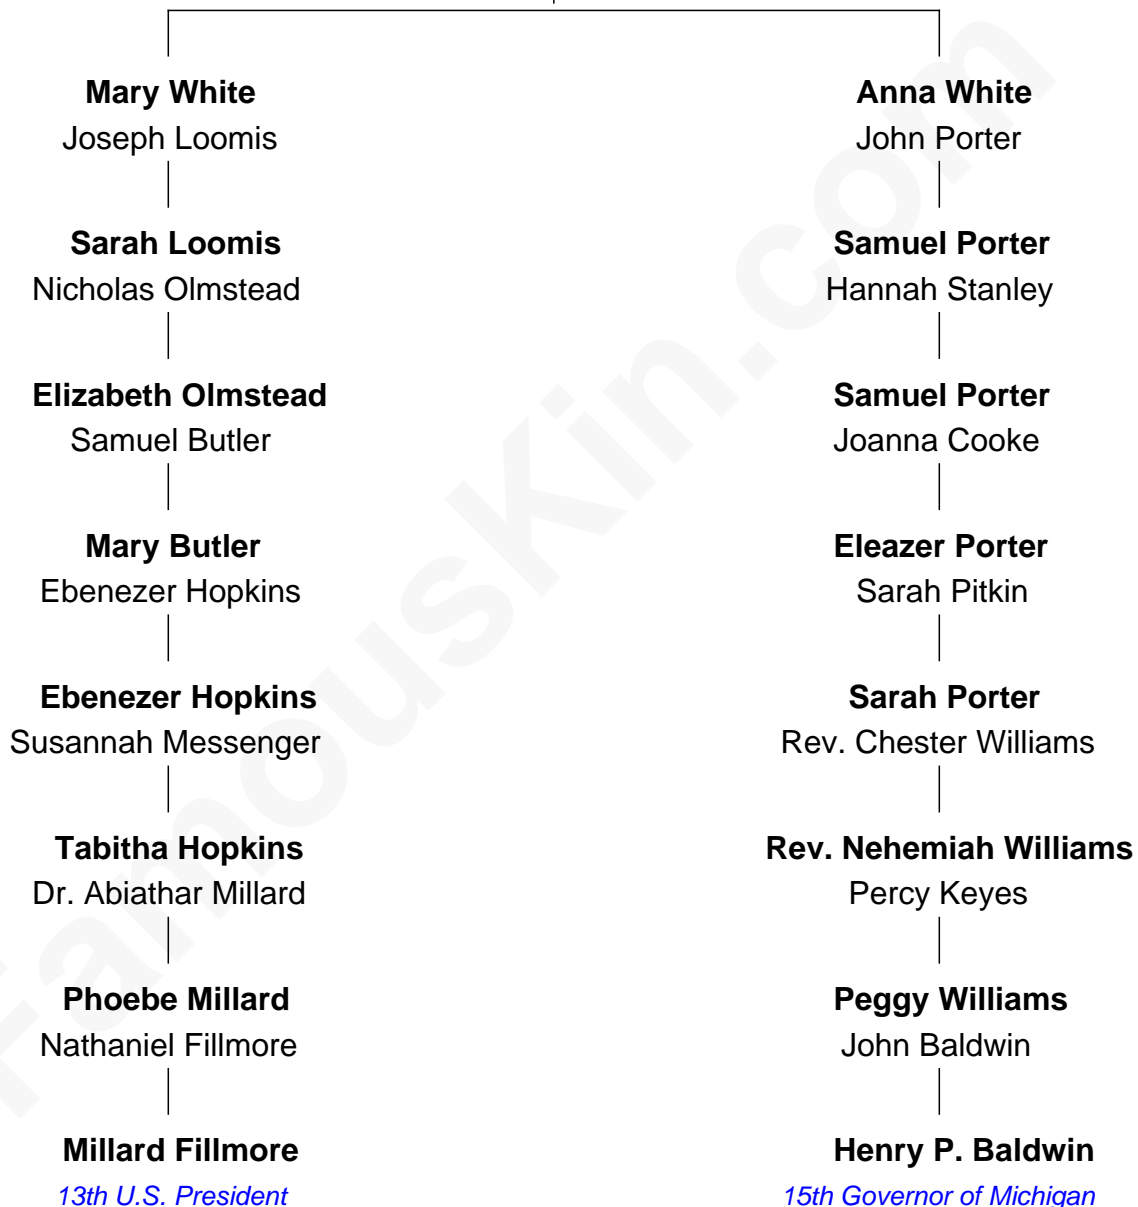 Mary White
Joseph Loomis
Anna White
John Porter
Sarah Loomis
Nicholas Olmstead
Samuel Porter
Hannah Stanley
Elizabeth Olmstead
Samuel Butler
Samuel Porter
Joanna Cooke
Mary Butler
Ebenezer Hopkins
Eleazer Porter
Sarah Pitkin
Ebenezer Hopkins
Susannah Messenger
Sarah Porter
Rev. Chester Williams
Tabitha Hopkins
Dr. Abiathar Millard
Rev. Nehemiah Williams
Percy Keyes
Phoebe Millard
Nathaniel Fillmore
Peggy Williams
John Baldwin
Millard Fillmore
13th U.S. President
Henry P. Baldwin
15th Governor of Michigan
FamousKin.com